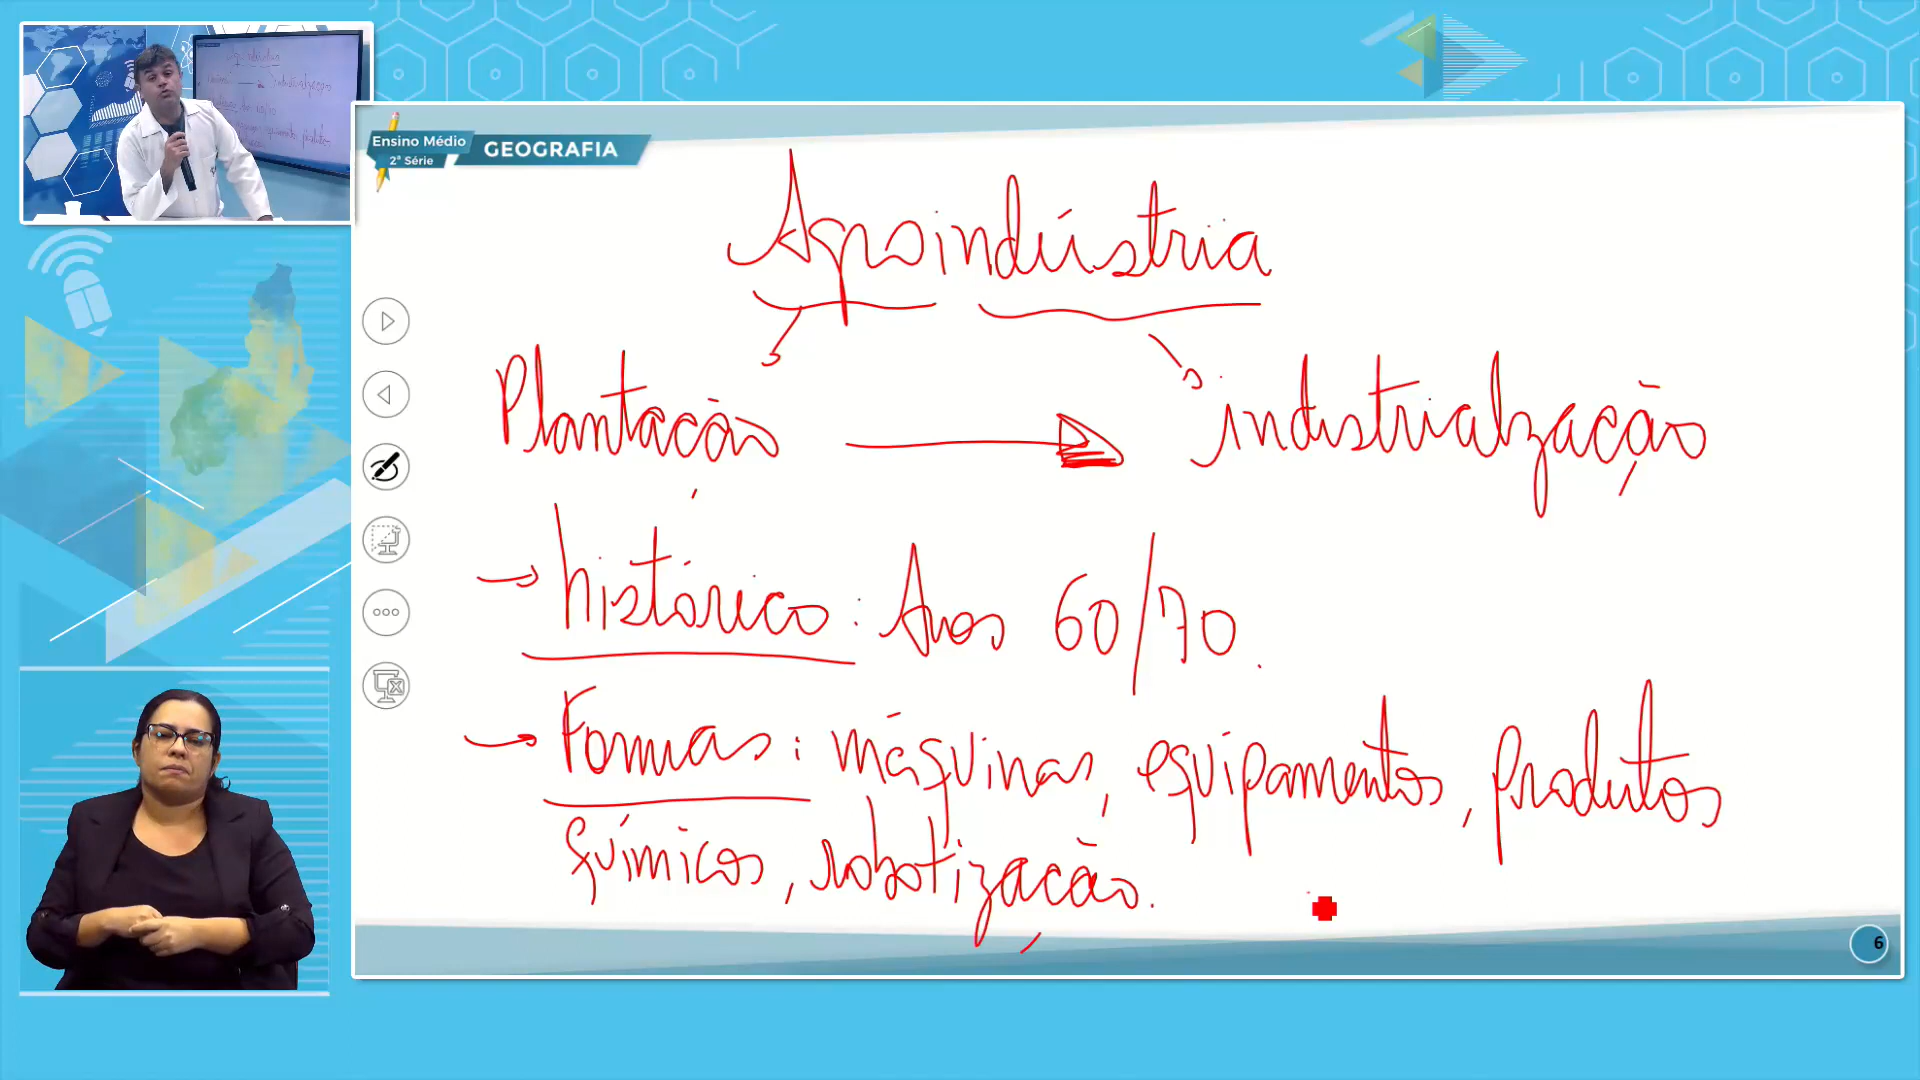 Ensino Médio
2ª Série
GEOGRAFIA
Agroindústria
Plantação → industrialização
→ histórico: Anos 60/70.
→ Formas: máquinas, equipamentos, produtos
químicos, robotização.
6